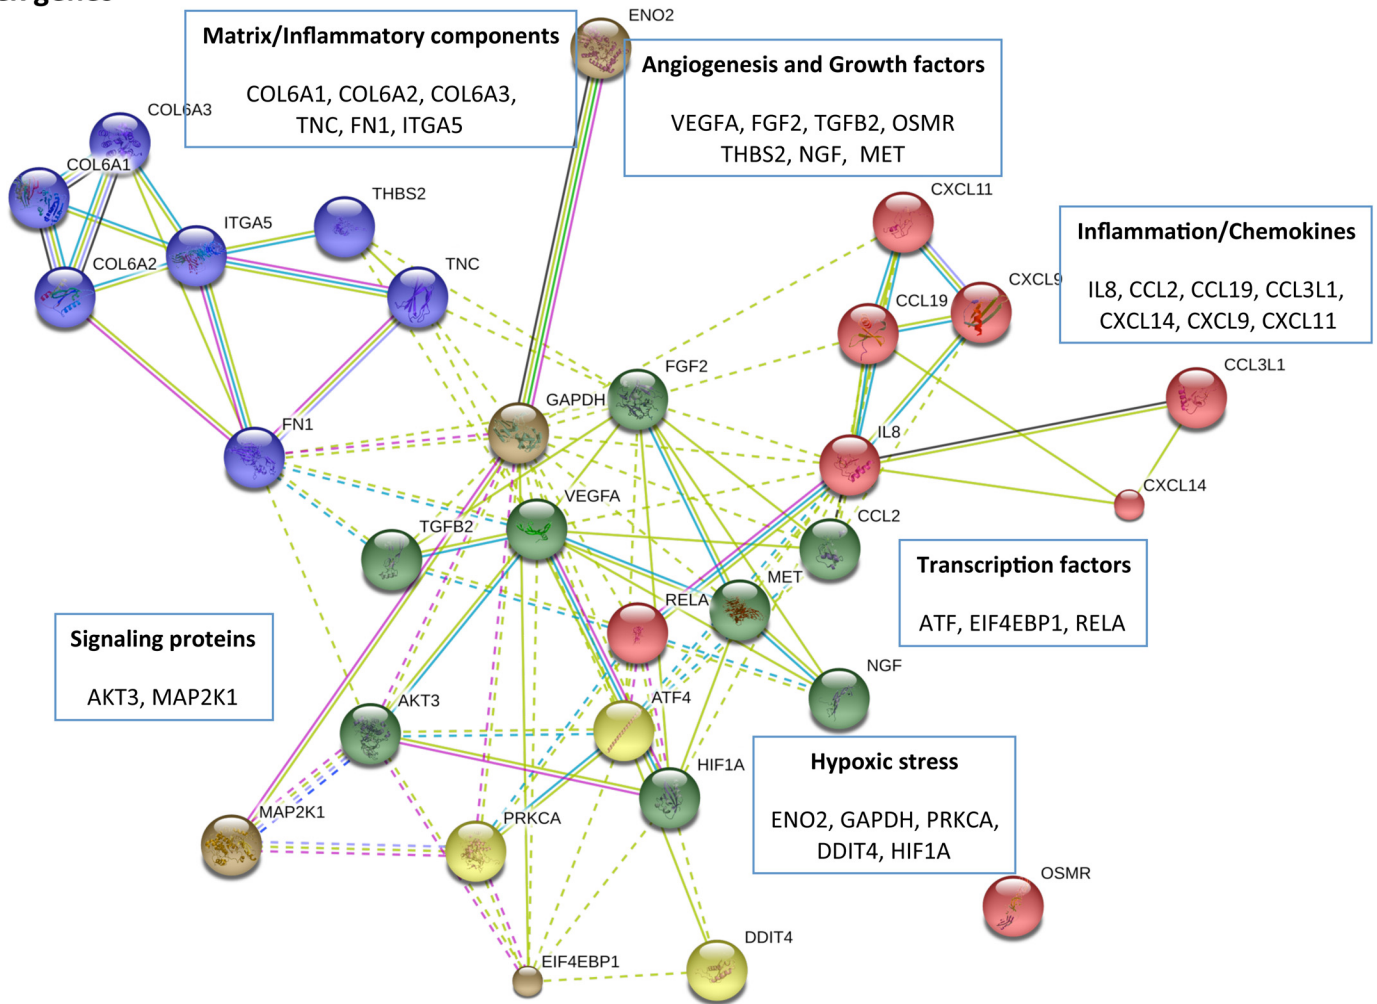 genes
ENO2
Matrix/Inflammatory components
COL6A1, COL6A2, COL6A3,
TNC, FN1, ITGA5
Angiogenesis and Growth factors
VEGFA, FGF2, TGFB2, OSMR
THBS2, NGF, MET
COL6A3
COL6A1
COL6A2
ITGA5
THBS2
TNC
CXCL11
CXCL9
CCL19
Inflammation/Chemokines
IL8, CCL2, CCL19, CCL3L1,
CXCL14, CXCL9, CXCL11
CCL3L1
FGF2
GAPDH
FN1
IL8
CXCL14
VEGFA
TGFB2
CCL2
MET
RELA
Transcription factors
ATF, EIF4EBP1, RELA
Signaling proteins
AKT3, MAP2K1
NGF
AKT3
ATF4
HIF1A
Hypoxic stress
ENO2, GAPDH, PRKCA,
DDIT4, HIF1A
MAP2K1
PRKCA
OSMR
DDIT4
EIF4EBP1